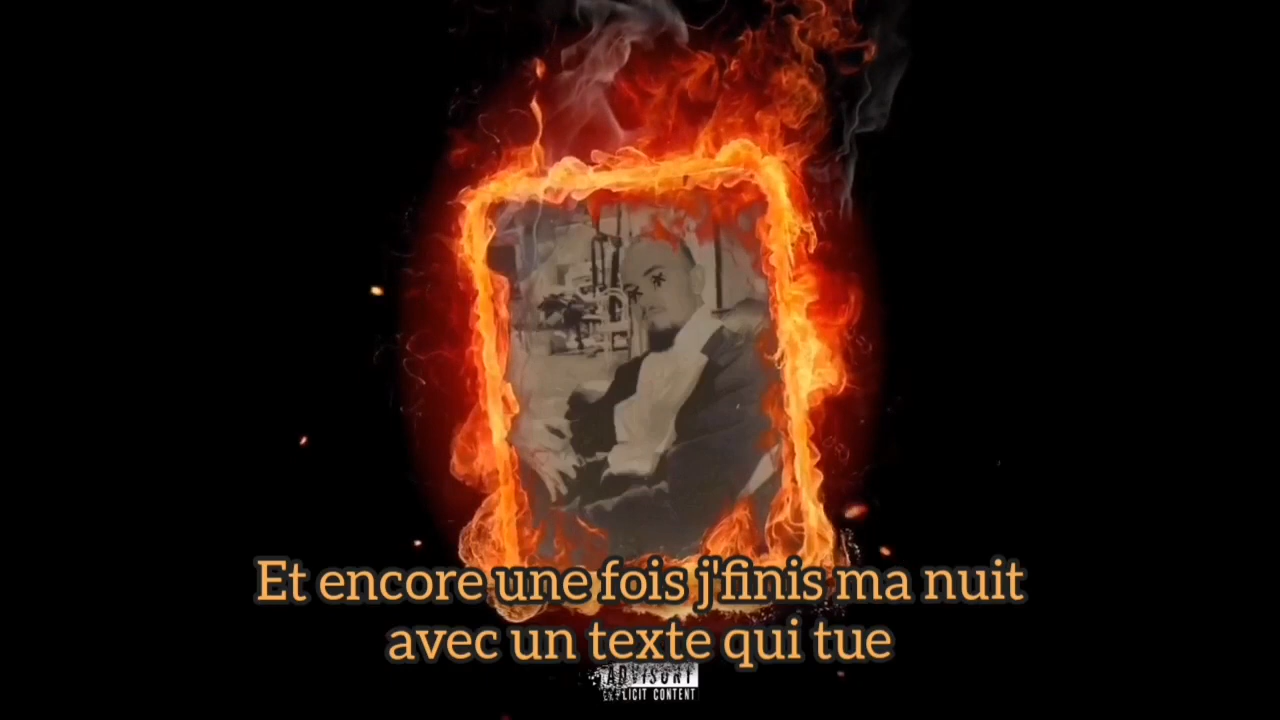 Et encore une fois j'finis ma nuit
avec un texte qui tue
ADVISORY
EXPLICIT CONTENT